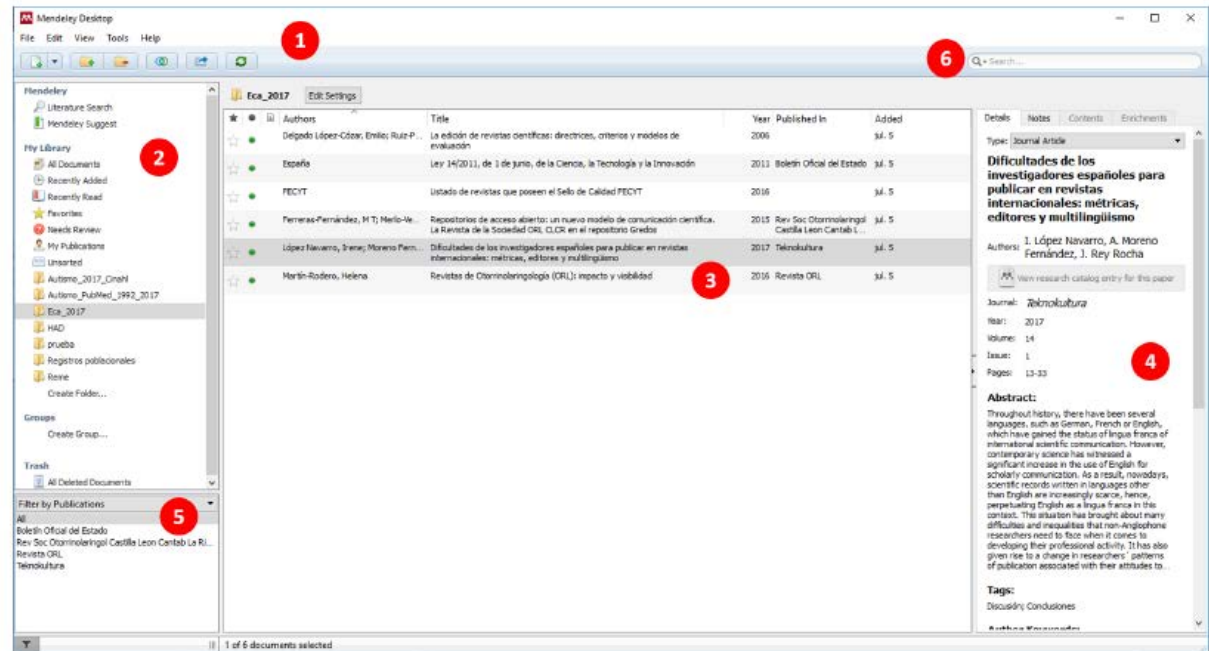 Mendeley Desktop
File Edit View Tools Help
1
6
Search...
Mendeley
Literature Search
Mendeley Suggest
My Library
2
All Documents
Recently Added
Recently Read
Favorites
Needs Review
My Publications
Unsorted
Autismo_2017_Cinahl
Autismo_PubMed_1992_2017
Eca_2017
HAD
prueba
Registros poblacionales
Reme
Create Folder...
Groups
Create Group...
Trash
All Deleted Documents
Filter by Publications
5
All
Boletín Oficial del Estado
Rev Soc Otorrinolaringol Castilla Leon Cantab La Ri...
Revista ORL
Teknokultura
Eca_2017 Edit Settings
Authors Title Year Published In Added
Delgado López-Cózar, Emilio; Ruiz-P... La edición de revistas científicas: directrices, criterios y modelos de evaluación 2006 jul. 5
España Ley 14/2011, de 1 de junio, de la Ciencia, la Tecnología y la Innovación 2011 Boletín Oficial del Estado jul. 5
FECYT Listado de revistas que poseen el Sello de Calidad FECYT 2016 jul. 5
Ferreras-Fernández, M T; Merlo-Ve... Repositorios de acceso abierto: un nuevo modelo de comunicación científica. La Revista de la Sociedad ORL CLCR en el repositorio Gredos 2015 Rev Soc Otorrinolaringol Castilla Leon Cantab L... jul. 5
López Navarro, Irene; Moreno Fern... Dificultades de los investigadores españoles para publicar en revistas internacionales: métricas, editores y multilingüismo 2017 Teknokultura jul. 5
Martín-Rodero, Helena Revistas de Otorrinolaringología (ORL): impacto y visibilidad 2016 Revista ORL jul. 5
3
1 of 6 documents selected
Details Notes Contents Enrichments
Type: Journal Article
Dificultades de los
investigadores españoles para
publicar en revistas
internacionales: métricas,
editores y multilingüismo
Authors: I. López Navarro, A. Moreno
Fernández, J. Rey Rocha
View research catalog entry for this paper
Journal: Teknokultura
Year: 2017
Volume: 14
Issue: 1
Pages: 13-33
4
Abstract:
Throughout history, there have been several
languages, such as German, French or English,
which have gained the status of lingua franca of
international scientific communication. However,
contemporary science has witnessed a
significant increase in the use of English for
scholarly communication. As a result, nowadays,
scientific records written in languages other
than English are increasingly scarce, hence,
perpetuating English as a lingua franca in this
context. This situation has brought about many
difficulties and inequalities that non-Anglophone
researchers need to face when it comes to
developing their professional activity. It has also
given rise to a change in researchers´ patterns
of publication associated with their attitudes to...
Tags:
Discusión; Conclusiones
Author Keywords: